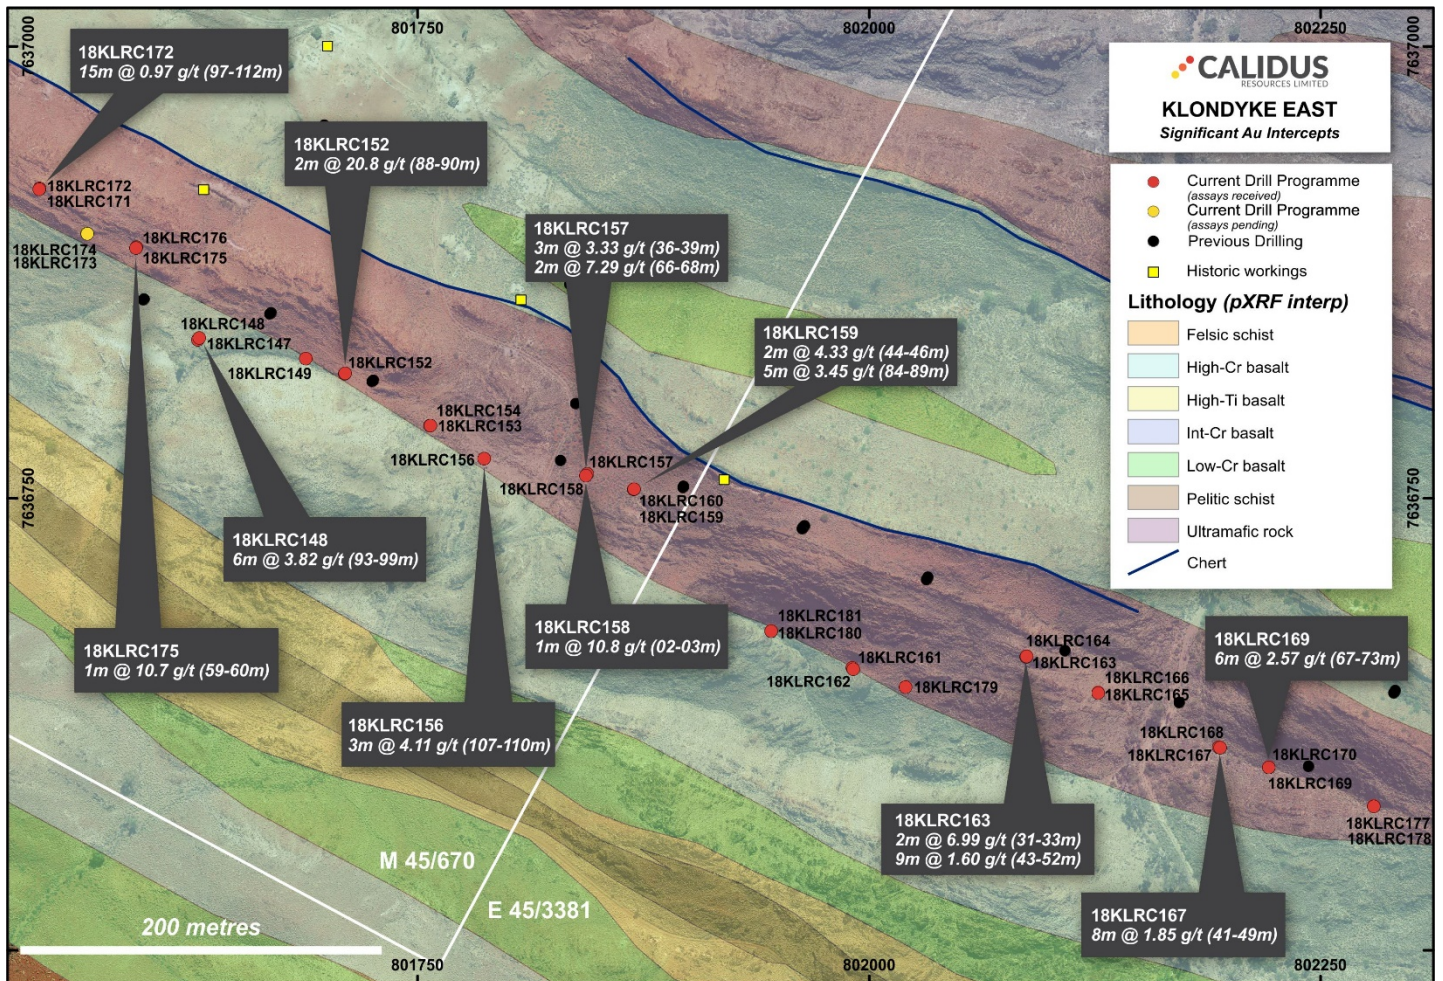 801750
802000
802250
7637000
7637000
18KLRC172
15m @ 0.97 g/t (97-112m)
CALIDUS
RESOURCES LIMITED
KLONDYKE EAST
Significant Au Intercepts
18KLRC152
2m @ 20.8 g/t (88-90m)
Current Drill Programme
(assays received)
Current Drill Programme
(assays pending)
Previous Drilling
Historic workings
Lithology (pXRF interp)
Felsic schist
High-Cr basalt
High-Ti basalt
Int-Cr basalt
Low-Cr basalt
Pelitic schist
Ultramafic rock
Chert
18KLRC172
18KLRC171
18KLRC157
3m @ 3.33 g/t (36-39m)
2m @ 7.29 g/t (66-68m)
18KLRC176
18KLRC175
18KLRC174
18KLRC173
18KLRC159
2m @ 4.33 g/t (44-46m)
5m @ 3.45 g/t (84-89m)
18KLRC148
18KLRC147
18KLRC149
18KLRC152
18KLRC154
18KLRC153
18KLRC156
18KLRC157
18KLRC158
18KLRC160
18KLRC159
7636750
7636750
18KLRC148
6m @ 3.82 g/t (93-99m)
18KLRC175
1m @ 10.7 g/t (59-60m)
18KLRC158
1m @ 10.8 g/t (02-03m)
18KLRC181
18KLRC180
18KLRC161
18KLRC162
18KLRC179
18KLRC164
18KLRC163
18KLRC166
18KLRC165
18KLRC169
6m @ 2.57 g/t (67-73m)
18KLRC156
3m @ 4.11 g/t (107-110m)
18KLRC168
18KLRC167
18KLRC170
18KLRC169
18KLRC177
18KLRC178
18KLRC163
2m @ 6.99 g/t (31-33m)
9m @ 1.60 g/t (43-52m)
M 45/670
E 45/3381
18KLRC167
8m @ 1.85 g/t (41-49m)
200 metres
801750
802000
802250